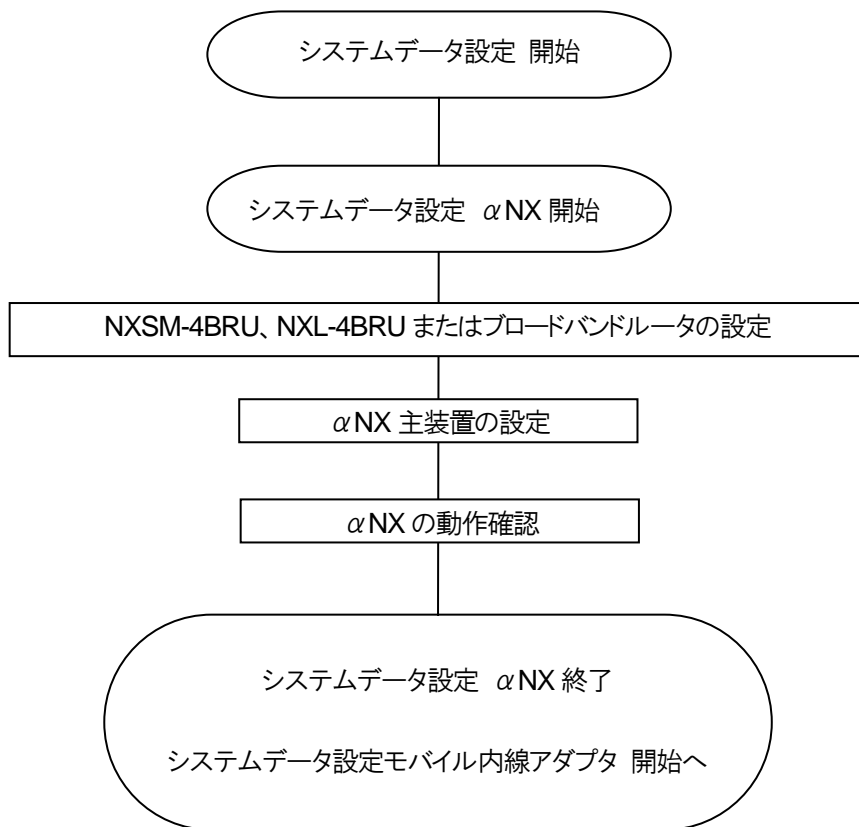 システムデータ設定 開始
システムデータ設定 αNX 開始
NXSM-4BRU、NXL-4BRU またはブロードバンドルータの設定
αNX 主装置の設定
αNX の動作確認
システムデータ設定 αNX 終了
システムデータ設定モバイル内線アダプタ 開始へ